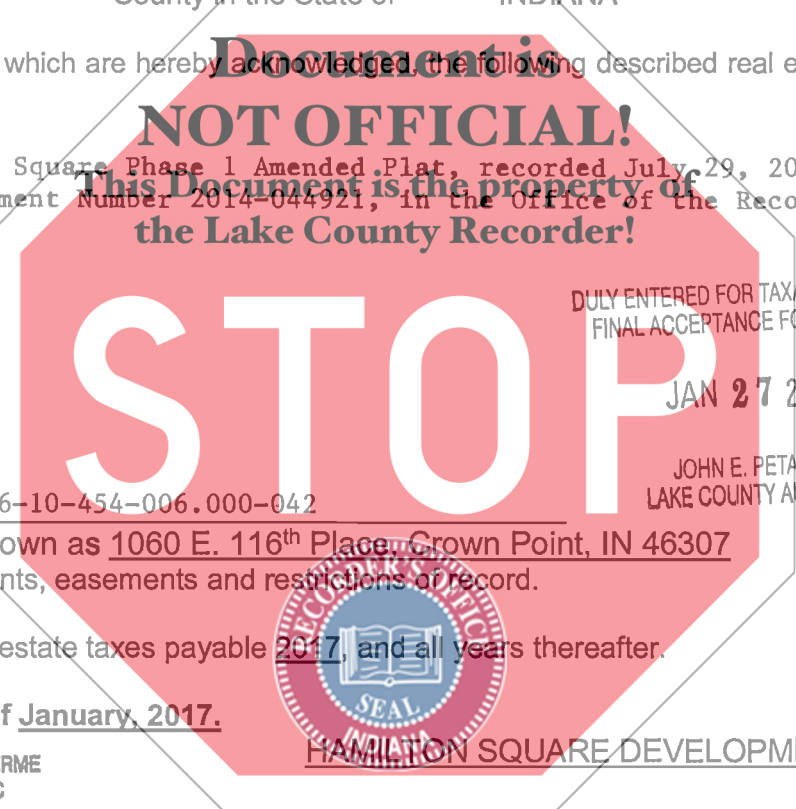 County in the State of INDIANA
Document is
which are hereby acknowledged, the following described real e
NOT OFFICIAL!
Square Phase 1 Amended Plat, recorded July 29, 20
This Document is the property of
ment Number 2014-044921, in the Office of the Reco
the Lake County Recorder!
DULY ENTERED FOR TAXA
FINAL ACCEPTANCE FO
STOP
JAN 27 2
JOHN E. PETA
LAKE COUNTY AU
6-10-454-006.000-042
own as 1060 E. 116th Place, Crown Point, IN 46307
nts, easements and restrictions of record.
RECORDER'S OFFICE
estate taxes payable 2017, and all years thereafter.
SEAL
f January, 2017.
INDIANA
HAMILTON SQUARE DEVELOPM
RME
C